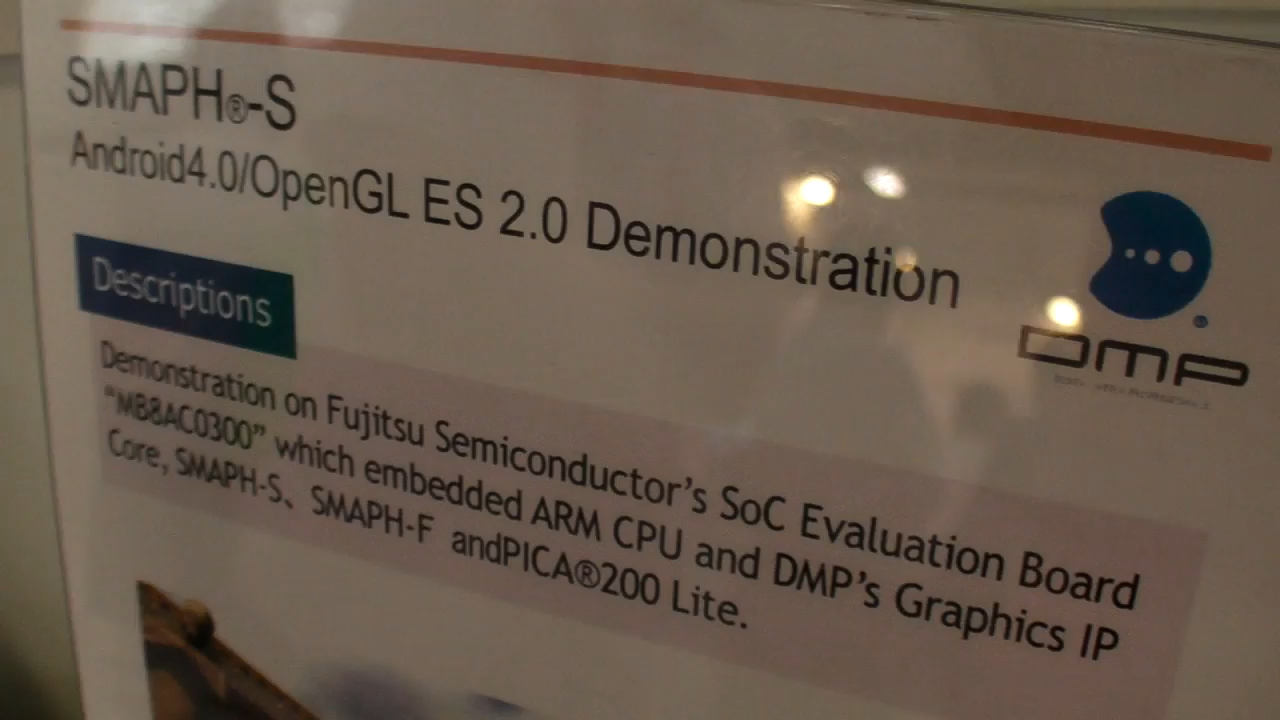 SMAPH®-S
Android4.0/OpenGL ES 2.0 Demonstration
DMP
Descriptions
Demonstration on Fujitsu Semiconductor's SoC Evaluation Board
“MB8AC0300” which embedded ARM CPU and DMP's Graphics IP
Core, SMAPH-S、SMAPH-F andPICA®200 Lite.